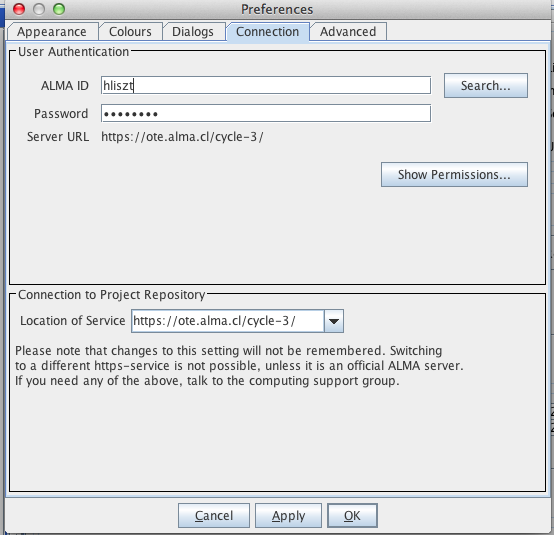 Preferences
Appearance Colours Dialogs Connection Advanced
User Authentication
ALMA ID hliszt Search...
Password ••••••••
Server URL https://ote.alma.cl/cycle-3/
Show Permissions...
Connection to Project Repository
Location of Service https://ote.alma.cl/cycle-3/
Please note that changes to this setting will not be remembered. Switching
to a different https-service is not possible, unless it is an official ALMA server.
If you need any of the above, talk to the computing support group.
Cancel Apply OK